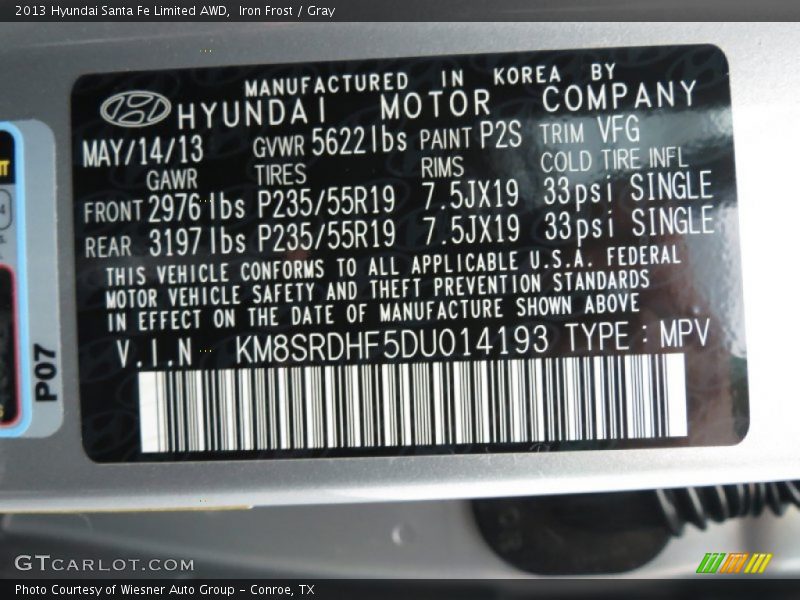 2013 Hyundai Santa Fe Limited AWD,  Iron Frost / Gray
MANUFACTURED IN KOREA BY
HYUNDAI MOTOR COMPANY
MAY/14/13 GVWR 5622lbs PAINT P2S TRIM VFG
GAWR TIRES RIMS COLD TIRE INFL
FRONT 2976lbs P235/55R19 7.5JX19 33psi SINGLE
REAR 3197lbs P235/55R19 7.5JX19 33psi SINGLE
THIS VEHICLE CONFORMS TO ALL APPLICABLE U.S.A. FEDERAL
MOTOR VEHICLE SAFETY AND THEFT PREVENTION STANDARDS
IN EFFECT ON THE DATE OF MANUFACTURE SHOWN ABOVE
V.I.N KM8SRDHF5DU014193 TYPE : MPV
P07
GTCARLOT.COM
Photo Courtesy of Wiesner Auto Group - Conroe, TX